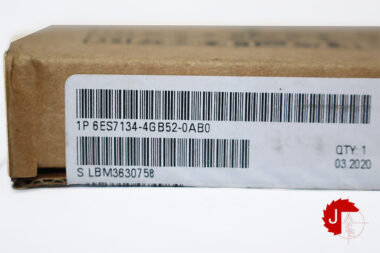 1P 6ES7134-4GB52-0AB0
QTY: 1
03.2020
S LBM3630758
J